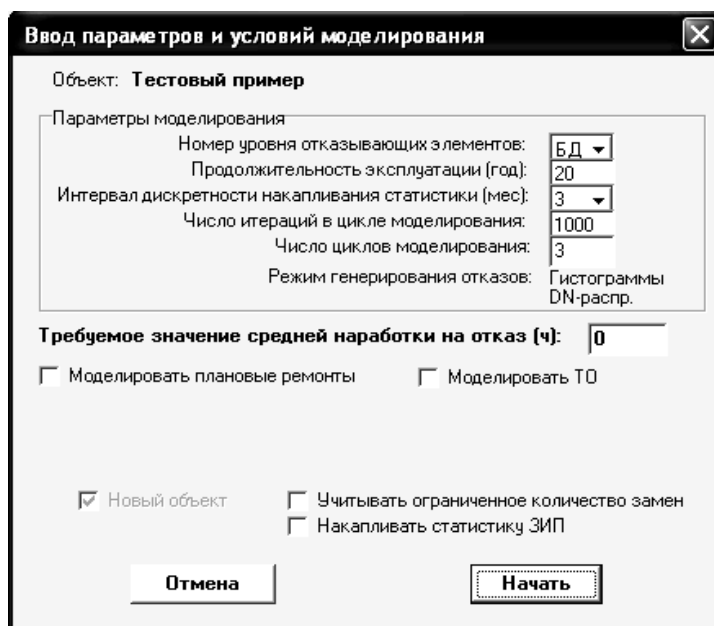 Ввод параметров и условий моделирования
Объект: Тестовый пример
Параметры моделирования
Номер уровня отказывающих элементов: БД
Продолжительность эксплуатации (год): 20
Интервал дискретности накапливания статистики (мес): 3
Число итераций в цикле моделирования: 1000
Число циклов моделирования: 3
Режим генерирования отказов: Гистограммы
DN-распр.
Требуемое значение средней наработки на отказ (ч): 0
Моделировать плановые ремонты Моделировать ТО
Новый объект Учитывать ограниченное количество замен
Накапливать статистику ЗИП
Отмена Начать